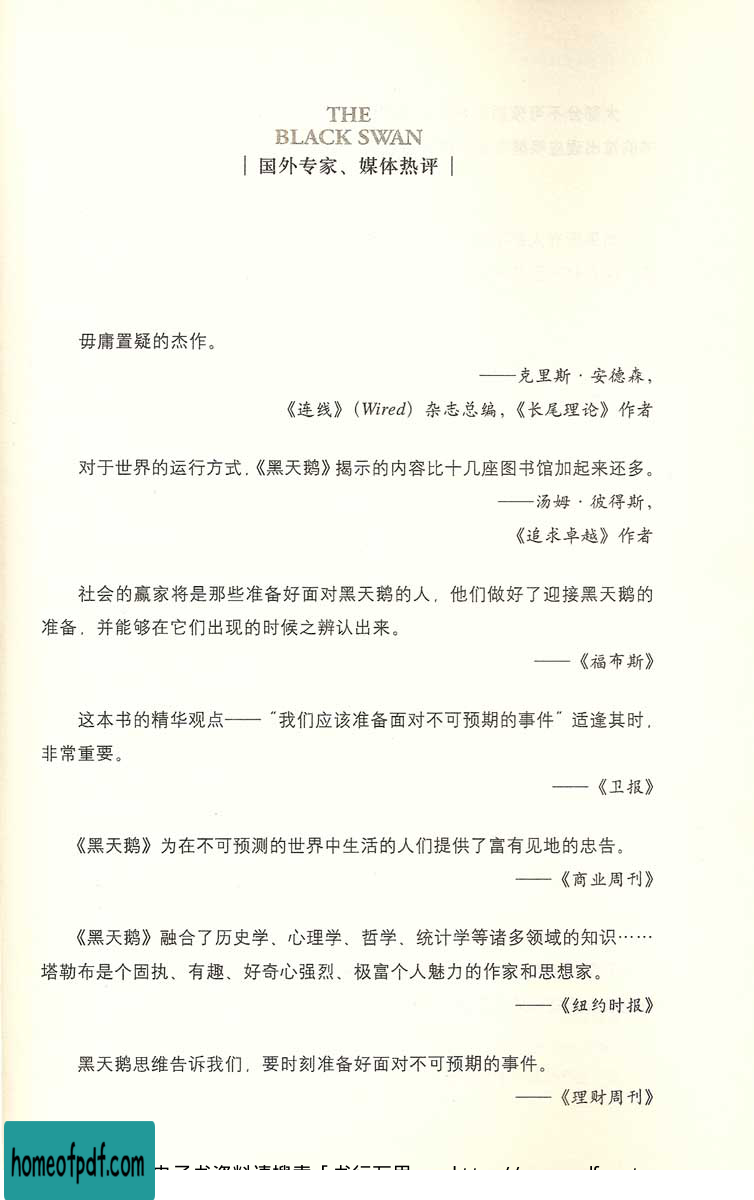 THE
BLACK SWAN
| 国外专家、媒体热评 |
毋庸置疑的杰作。
——克里斯·安德森，
《连线》（Wired）杂志总编，《长尾理论》作者
对于世界的运行方式，《黑天鹅》揭示的内容比十几座图书馆加起来还多。
——汤姆·彼得斯，
《追求卓越》作者
社会的赢家将是那些准备好面对黑天鹅的人，他们做好了迎接黑天鹅的
准备，并能够在它们出现的时候之辨认出来。
——《福布斯》
这本书的精华观点——“我们应该准备面对不可预期的事件”适逢其时，
非常重要。
——《卫报》
《黑天鹅》为在不可预测的世界中生活的人们提供了富有见地的忠告。
——《商业周刊》
《黑天鹅》融合了历史学、心理学、哲学、统计学等诸多领域的知识……
塔勒布是个固执、有趣、好奇心强烈、极富个人魅力的作家和思想家。
——《纽约时报》
黑天鹅思维告诉我们，要时刻准备好面对不可预期的事件。
——《理财周刊》
homeofpdf.com